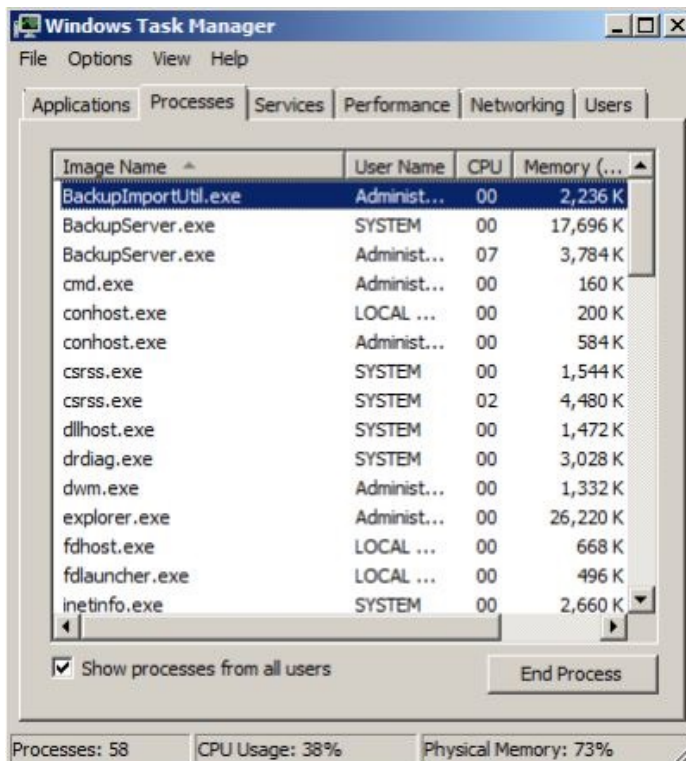 Windows Task Manager
File Options View Help
Applications Processes Services Performance Networking Users
Image Name User Name CPU Memory (...
BackupImportUtil.exe Administ... 00 2,236 K
BackupServer.exe SYSTEM 00 17,696 K
BackupServer.exe Administ... 07 3,784 K
cmd.exe Administ... 00 160 K
conhost.exe LOCAL ... 00 200 K
conhost.exe Administ... 00 584 K
csrss.exe SYSTEM 00 1,544 K
csrss.exe SYSTEM 02 4,480 K
dllhost.exe SYSTEM 00 1,472 K
drdiag.exe SYSTEM 00 3,028 K
dwm.exe Administ... 00 1,332 K
explorer.exe Administ... 00 26,220 K
fdhost.exe LOCAL ... 00 668 K
fdlauncher.exe LOCAL ... 00 496 K
inetinfo.exe SYSTEM 00 2,660 K
Show processes from all users End Process
Processes: 58 CPU Usage: 38% Physical Memory: 73%